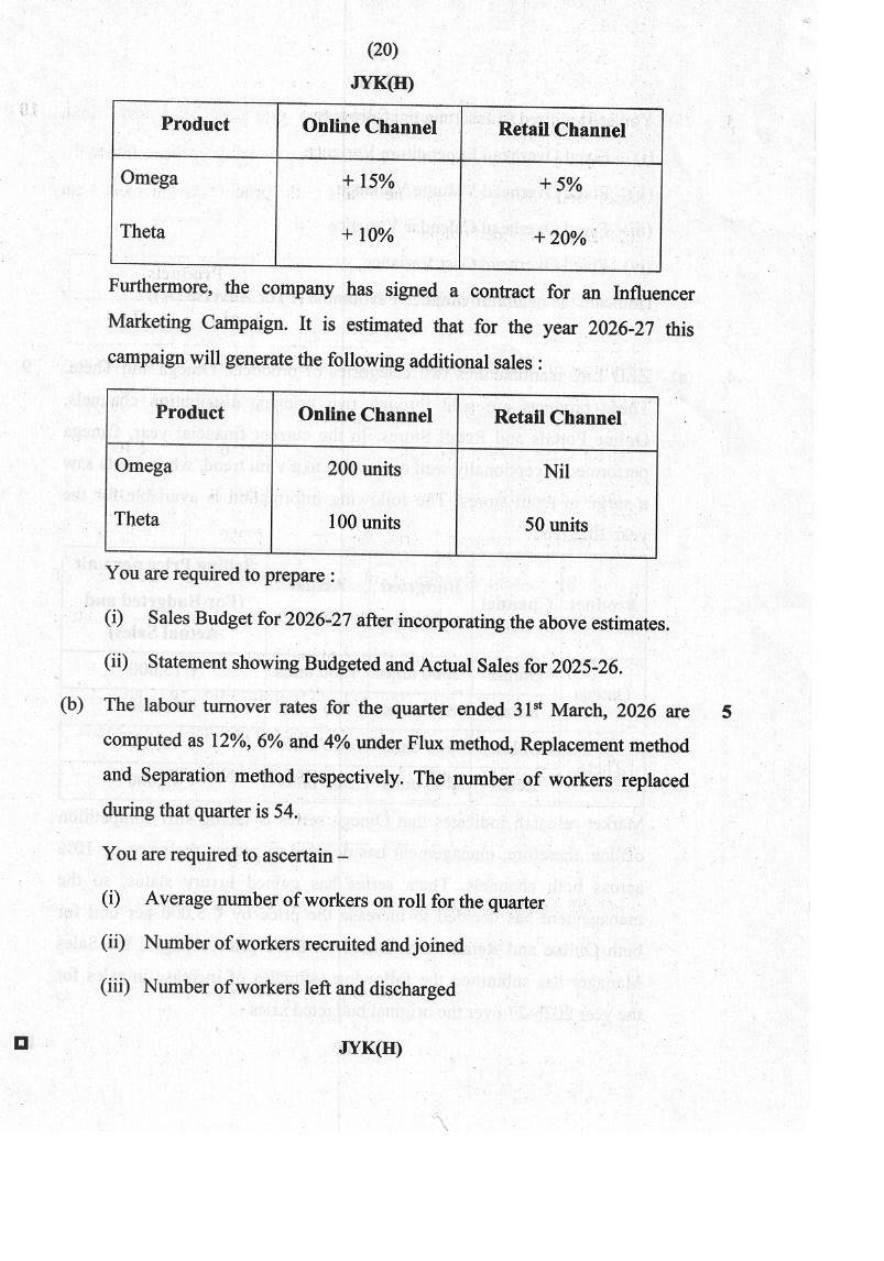 (20)
JYK(H)
Product Online Channel Retail Channel
Omega + 15% + 5%
Theta + 10% + 20%
Furthermore, the company has signed a contract for an Influencer
Marketing Campaign. It is estimated that for the year 2026-27 this
campaign will generate the following additional sales :
Product Online Channel Retail Channel
Omega 200 units Nil
Theta 100 units 50 units
You are required to prepare :
(i) Sales Budget for 2026-27 after incorporating the above estimates.
(ii) Statement showing Budgeted and Actual Sales for 2025-26.
(b) The labour turnover rates for the quarter ended 31st March, 2026 are 5
computed as 12%, 6% and 4% under Flux method, Replacement method
and Separation method respectively. The number of workers replaced
during that quarter is 54.
You are required to ascertain –
(i) Average number of workers on roll for the quarter
(ii) Number of workers recruited and joined
(iii) Number of workers left and discharged
JYK(H)